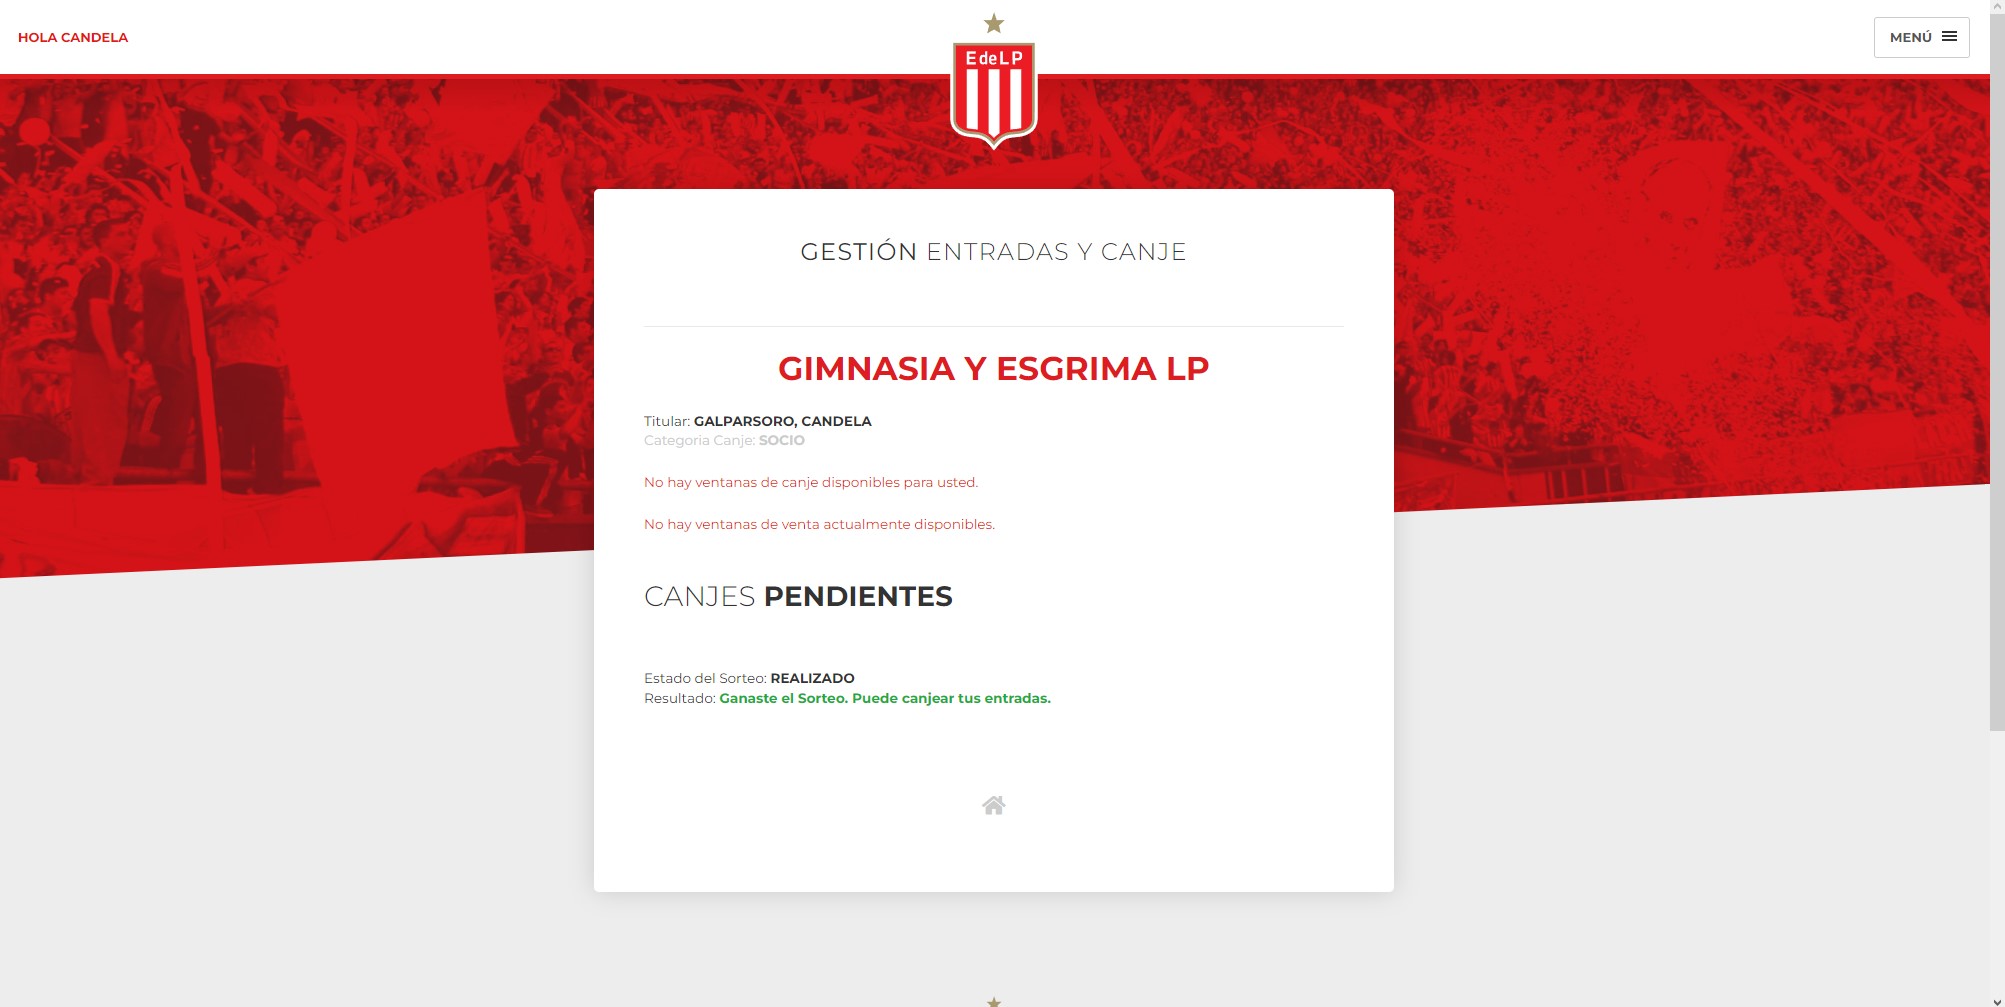 HOLA CANDELA
MENÚ
E de L P
GESTIÓN ENTRADAS Y CANJE
GIMNASIA Y ESGRIMA LP
Titular: GALPARSORO, CANDELA
Categoria Canje: SOCIO
No hay ventanas de canje disponibles para usted.
No hay ventanas de venta actualmente disponibles.
CANJES PENDIENTES
Estado del Sorteo: REALIZADO
Resultado: Ganaste el Sorteo. Puede canjear tus entradas.